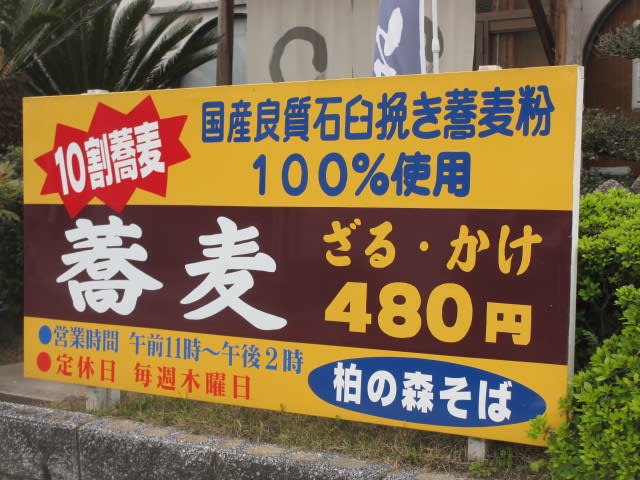 10割蕎麦
国産良質石臼挽き蕎麦粉
100%使用
蕎麦
ざる・かけ
480円
●営業時間 午前11時～午後2時
●定休日 毎週木曜日
柏の森そば